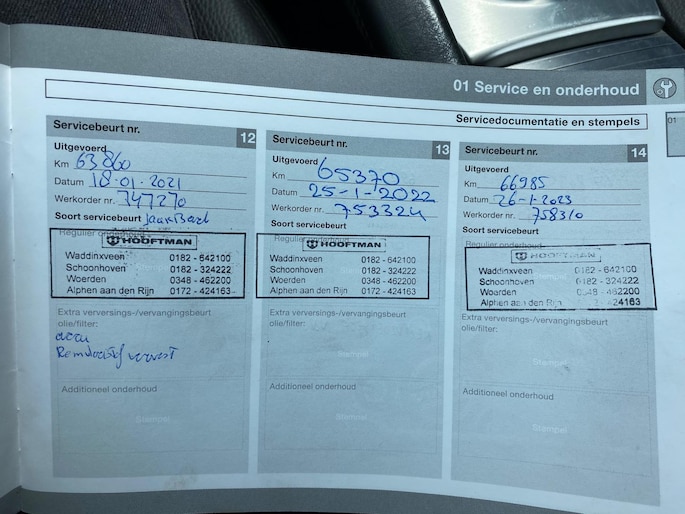 01 Service en onderhoud
01
Servicedocumentatie en stempels
Servicebeurt nr. 12
Uitgevoerd
Km 63860
Datum 18-01-2021
Werkorder nr. 747270
Soort servicebeurt Jaarbeurt
Regulier onderhoud
HOOFTMAN
Waddinxveen 0182 - 642100
Schoonhoven 0182 - 324222
Woerden 0348 - 462200
Alphen aan den Rijn 0172 - 424163
Extra verversings-/vervangingsbeurt
olie/filter:
accu
Remvloeistof ververst
Additioneel onderhoud
Stempel
Servicebeurt nr. 13
Uitgevoerd
Km 65370
Datum 25-1-2022
Werkorder nr. 753324
Soort servicebeurt
Regulier onderhoud
HOOFTMAN
Waddinxveen 0182 - 642100
Schoonhoven 0182 - 324222
Woerden 0348 - 462200
Alphen aan den Rijn 0172 - 424163
Extra verversings-/vervangingsbeurt
olie/filter:
Stempel
Additioneel onderhoud
Stempel
Servicebeurt nr. 14
Uitgevoerd
Km 66985
Datum 26-1-2023
Werkorder nr. 758310
Soort servicebeurt
Regulier onderhoud
HOOFTMAN
Waddinxveen 0182 - 642100
Schoonhoven 0182 - 324222
Woerden 0348 - 462200
Alphen aan den Rijn 0172 - 424163
Extra verversings-/vervangingsbeurt
olie/filter:
Stempel
Additioneel onderhoud
Stempel